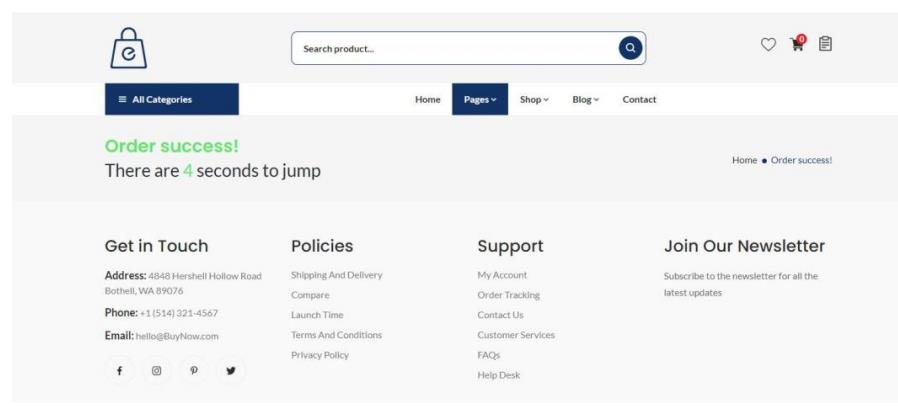 e
Search product...
0
All Categories
Home Pages Shop Blog Contact
Order success!
There are 4 seconds to jump
Home • Order success!
Get in Touch
Address: 4848 Hershell Hollow Road
Bothell, WA 89076
Phone: +1 (514) 321-4567
Email: hello@BuyNow.com
Policies
Shipping And Delivery
Compare
Launch Time
Terms And Conditions
Privacy Policy
Support
My Account
Order Tracking
Contact Us
Customer Services
FAQs
Help Desk
Join Our Newsletter
Subscribe to the newsletter for all the
latest updates